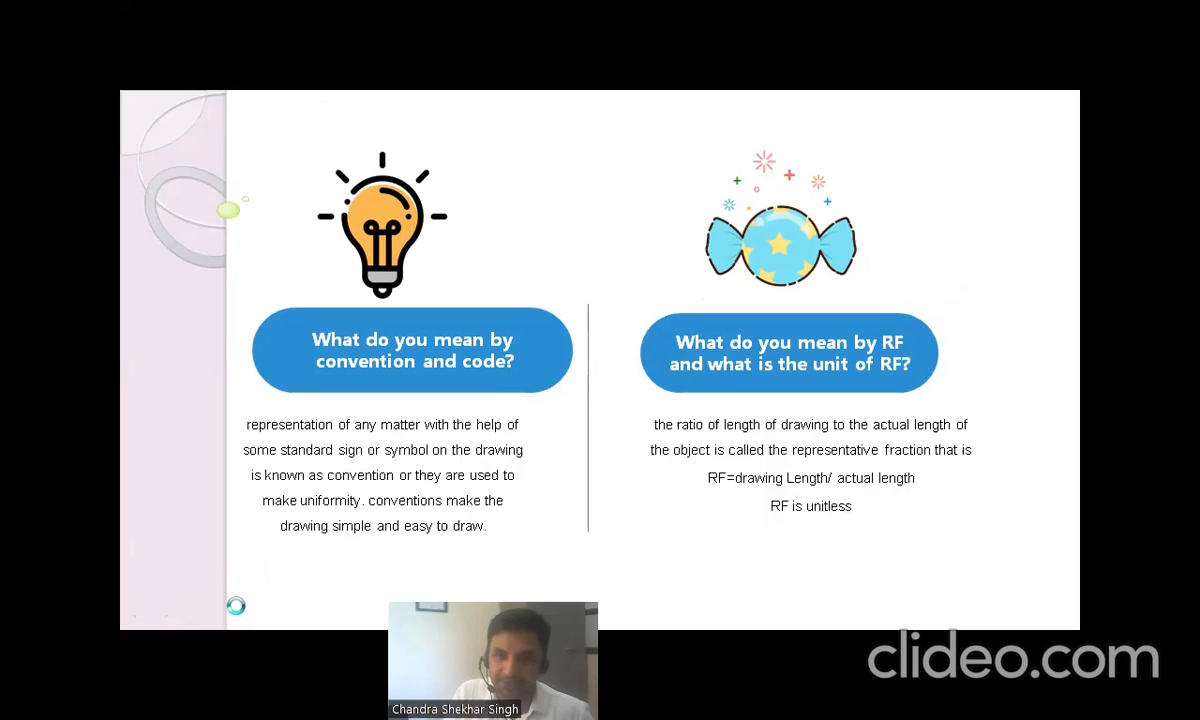 What do you mean by
convention and code?
representation of any matter with the help of
some standard sign or symbol on the drawing
is known as convention or they are used to
make uniformity. conventions make the
drawing simple and easy to draw.
What do you mean by RF
and what is the unit of RF?
the ratio of length of drawing to the actual length of
the object is called the representative fraction that is
RF=drawing Length/ actual length
RF is unitless
Chandra Shekhar Singh
clideo.com